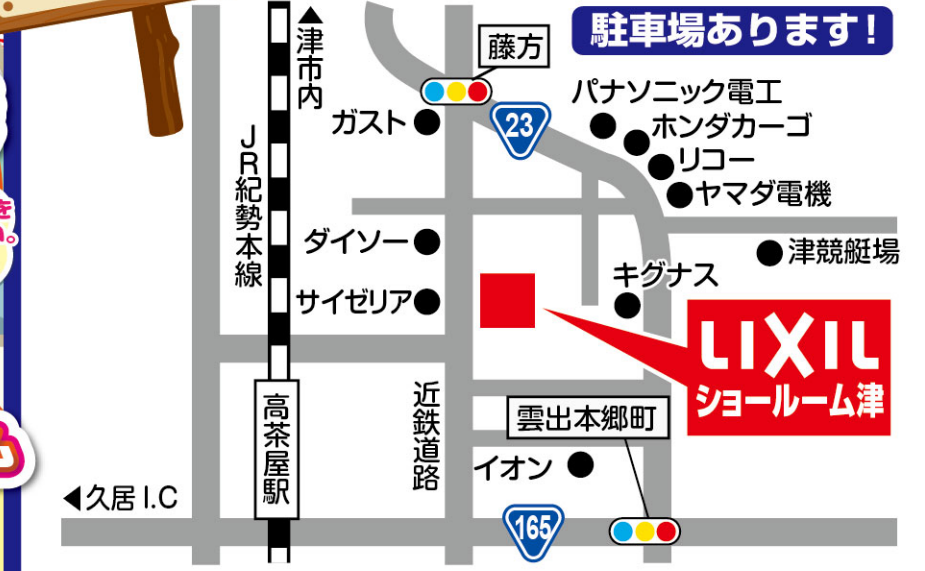 駐車場あります!
▲津市内
藤方
パナソニック電工
ガスト
23
ホンダカーゴ
リコー
ヤマダ電機
JR紀勢本線
を
い。
ダイソー
津競艇場
キグナス
サイゼリア
LIXIL
ショールーム津
近鉄道路
高茶屋駅
雲出本郷町
イオン
◀久居I.C
165